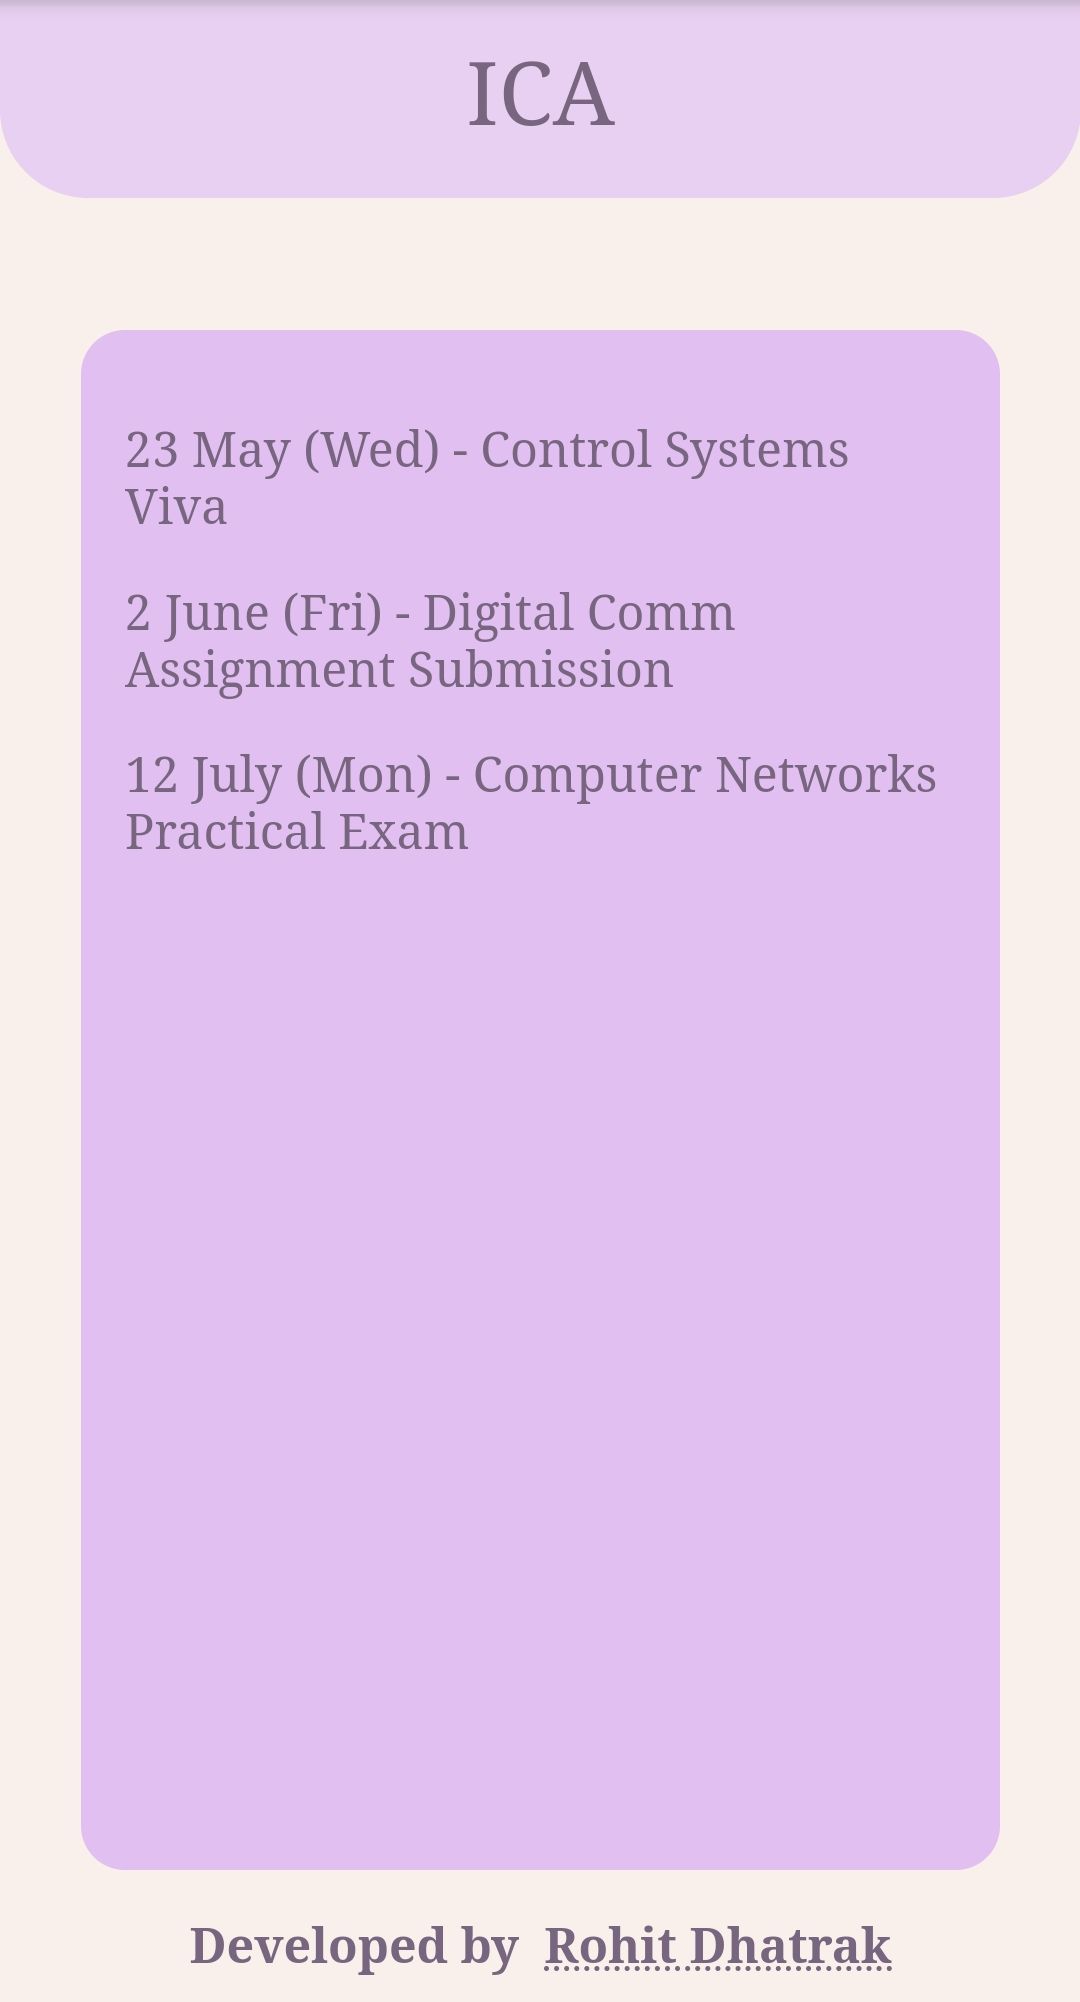 ICA
23 May (Wed) - Control Systems
Viva
2 June (Fri) - Digital Comm
Assignment Submission
12 July (Mon) - Computer Networks
Practical Exam
Developed by Rohit Dhatrak